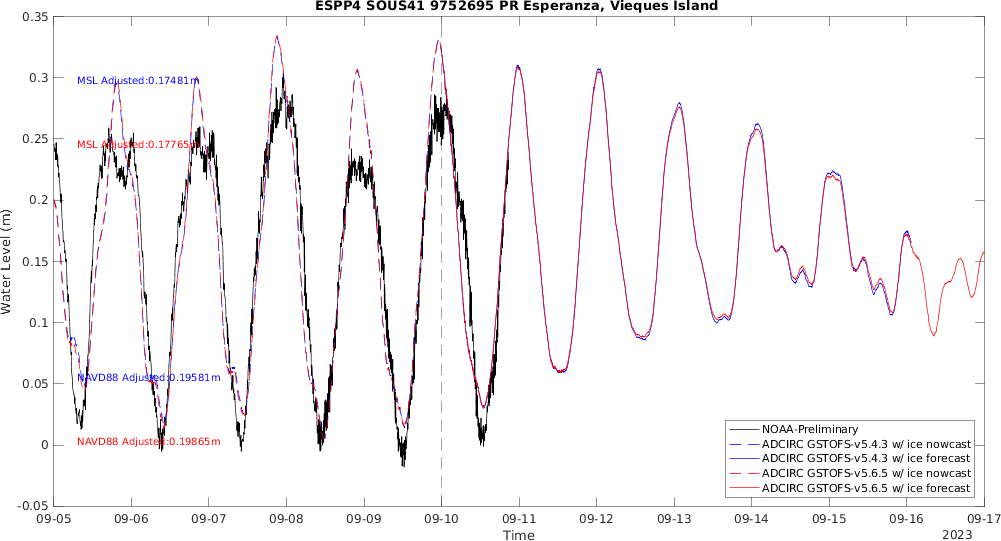 ESPP4 SOUS41 9752695 PR Esperanza, Vieques Island
0.35
0.3
0.25
0.2
0.15
0.1
0.05
0
-0.05
Water Level (m)
MSL Adjusted:0.17481m
MSL Adjusted:0.17765m
NAVD88 Adjusted:0.19581m
NAVD88 Adjusted:0.19865m
NOAA-Preliminary
ADCIRC GSTOFS-v5.4.3 w/ ice nowcast
ADCIRC GSTOFS-v5.4.3 w/ ice forecast
ADCIRC GSTOFS-v5.6.5 w/ ice nowcast
ADCIRC GSTOFS-v5.6.5 w/ ice forecast
09-05 09-06 09-07 09-08 09-09 09-10 09-11 09-12 09-13 09-14 09-15 09-16 09-17
Time
2023